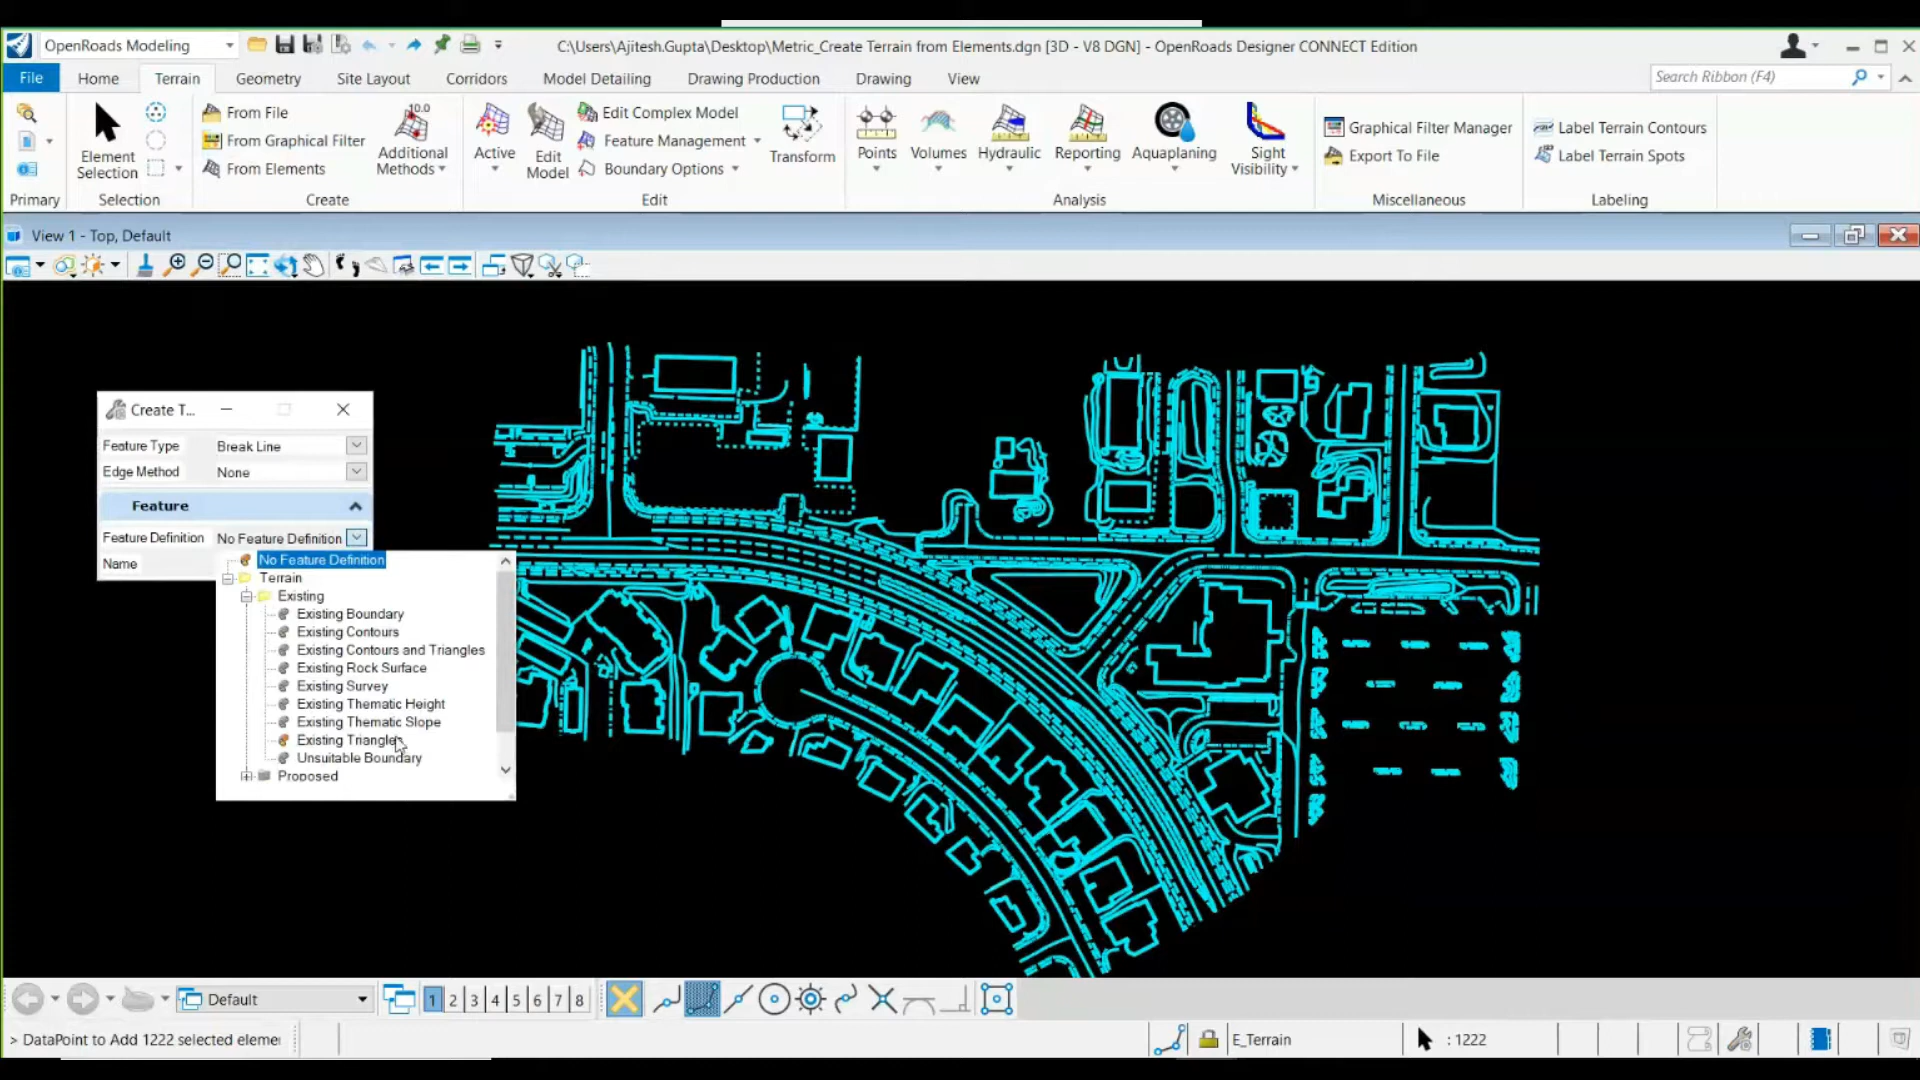 OpenRoads Modeling
C:\Users\Ajitesh.Gupta\Desktop\Metric_Create Terrain from Elements.dgn [3D - V8 DGN] - OpenRoads Designer CONNECT Edition
File Home Terrain Geometry Site Layout Corridors Model Detailing Drawing Production Drawing View
Search Ribbon (F4)
Element Selection
From File
From Graphical Filter
From Elements
10.0
Additional Methods
Active
Edit Model
Edit Complex Model
Feature Management
Boundary Options
Transform
Points
Volumes
Hydraulic
Reporting
Aquaplaning
Sight Visibility
Graphical Filter Manager
Export To File
Label Terrain Contours
Label Terrain Spots
Primary Selection Create Edit Analysis Miscellaneous Labeling
View 1 - Top, Default
Create T...
Feature Type Break Line
Edge Method None
Feature
Feature Definition No Feature Definition
Name
No Feature Definition
Terrain
Existing
Existing Boundary
Existing Contours
Existing Contours and Triangles
Existing Rock Surface
Existing Survey
Existing Thematic Height
Existing Thematic Slope
Existing Triangles
Unsuitable Boundary
Proposed
Default
1 2 3 4 5 6 7 8
> DataPoint to Add 1222 selected eleme
E_Terrain
: 1222